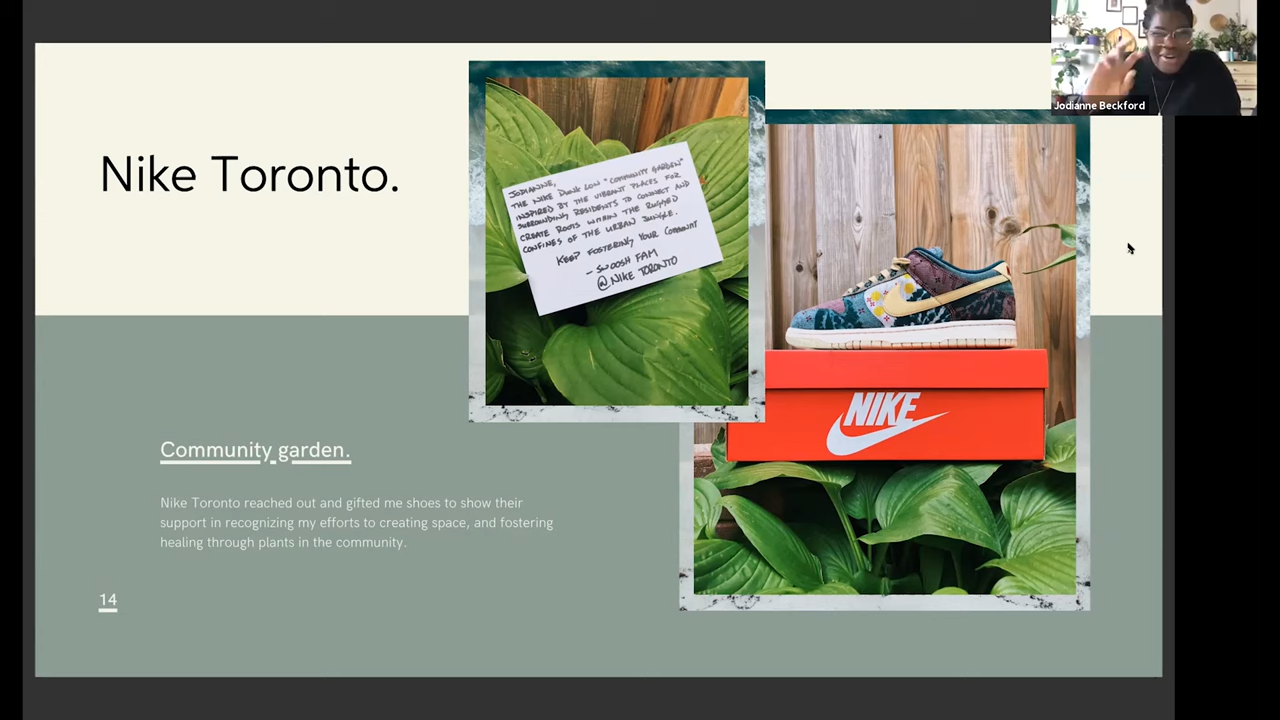 Jodianne Beckford
Nike Toronto.
JODIANNE,
THE NIKE DUNK LOW "COMMUNITY GARDEN"
INSPIRED BY THE VIBRANT PLACES FOR
SURROUNDING RESIDENTS TO CONNECT AND
CREATE ROOTS WITHIN THE RUGGED
CONFINES OF THE URBAN JUNGLE.
KEEP FOSTERING YOUR COMMUNITY
- SWOOSH FAM
@NIKE TORONTO
NIKE
Community garden.
Nike Toronto reached out and gifted me shoes to show their
support in recognizing my efforts to creating space, and fostering
healing through plants in the community.
14